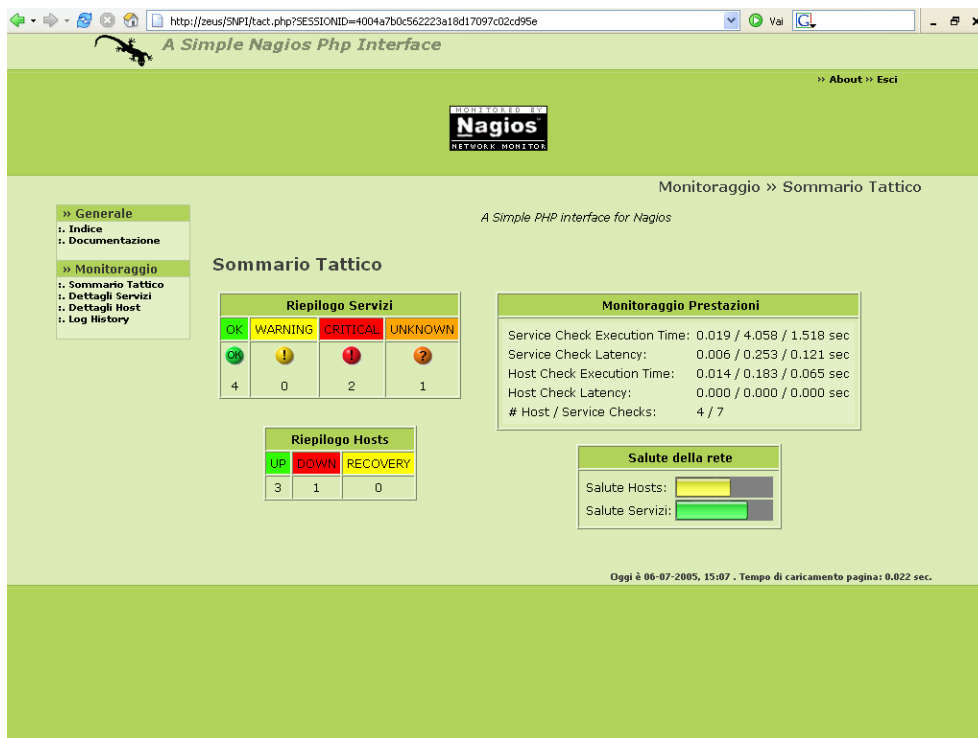 http://zeus/SNPI/tact.php?SESSIONID=4004a7b0c562223a18d17097c02cd95e
Vai
G
A Simple Nagios Php Interface
›› About ›› Esci
MONITORED BY
Nagios™
NETWORK MONITOR
Monitoraggio » Sommario Tattico
» Generale
:. Indice
:. Documentazione
» Monitoraggio
:. Sommario Tattico
:. Dettagli Servizi
:. Dettagli Host
:. Log History
A Simple PHP interface for Nagios
Sommario Tattico
Riepilogo Servizi
OK WARNING CRITICAL UNKNOWN
OK ! ! ?
4 0 2 1
Riepilogo Hosts
UP DOWN RECOVERY
3 1 0
Monitoraggio Prestazioni
Service Check Execution Time: 0.019 / 4.058 / 1.518 sec
Service Check Latency: 0.006 / 0.253 / 0.121 sec
Host Check Execution Time: 0.014 / 0.183 / 0.065 sec
Host Check Latency: 0.000 / 0.000 / 0.000 sec
# Host / Service Checks: 4 / 7
Salute della rete
Salute Hosts:
Salute Servizi:
Oggi è 06-07-2005, 15:07 . Tempo di caricamento pagina: 0.022 sec.